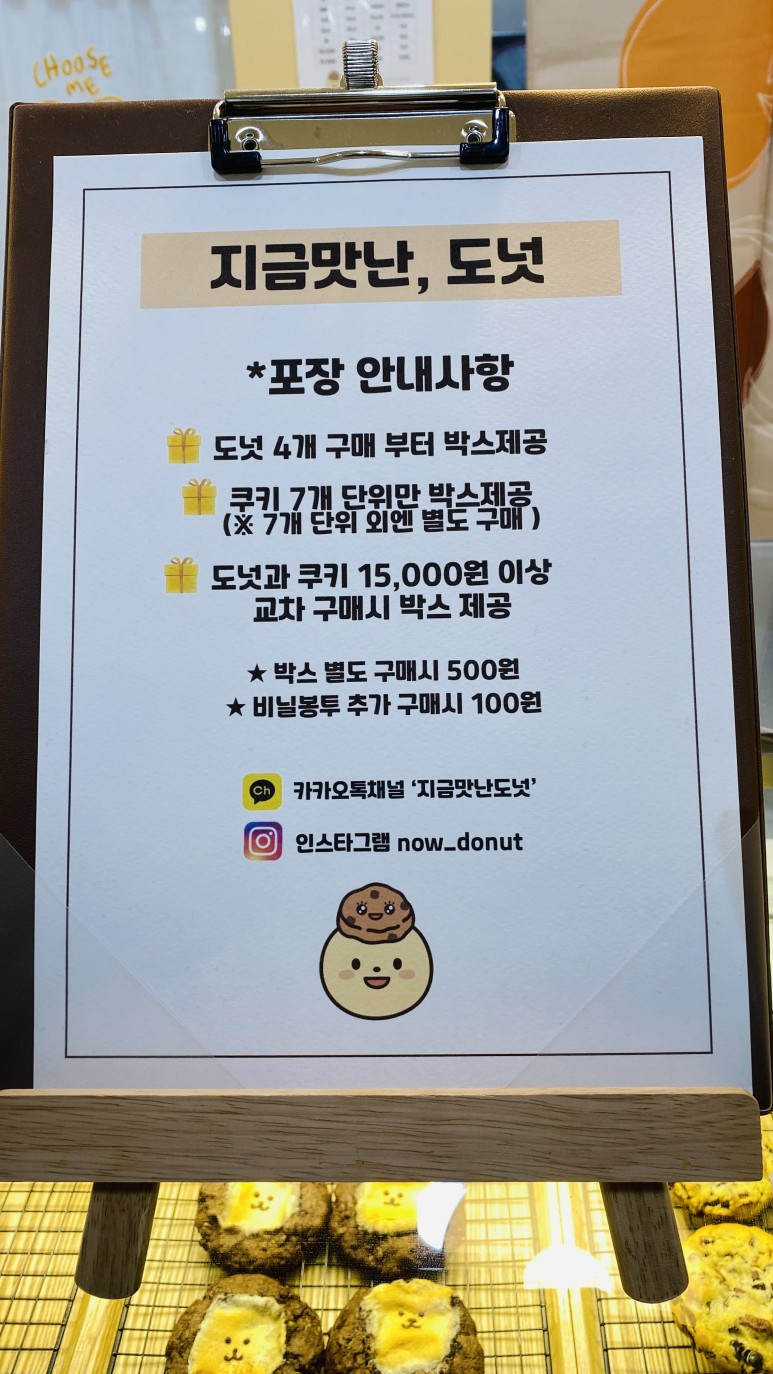 CHOOSE
ME
지금맛난, 도넛
*포장 안내사항
도넛 4개 구매 부터 박스제공
쿠키 7개 단위만 박스제공
(※ 7개 단위 외엔 별도 구매 )
도넛과 쿠키 15,000원 이상
교차 구매시 박스 제공
★ 박스 별도 구매시 500원
★ 비닐봉투 추가 구매시 100원
Ch 카카오톡채널 ‘지금맛난도넛’
인스타그램 now_donut